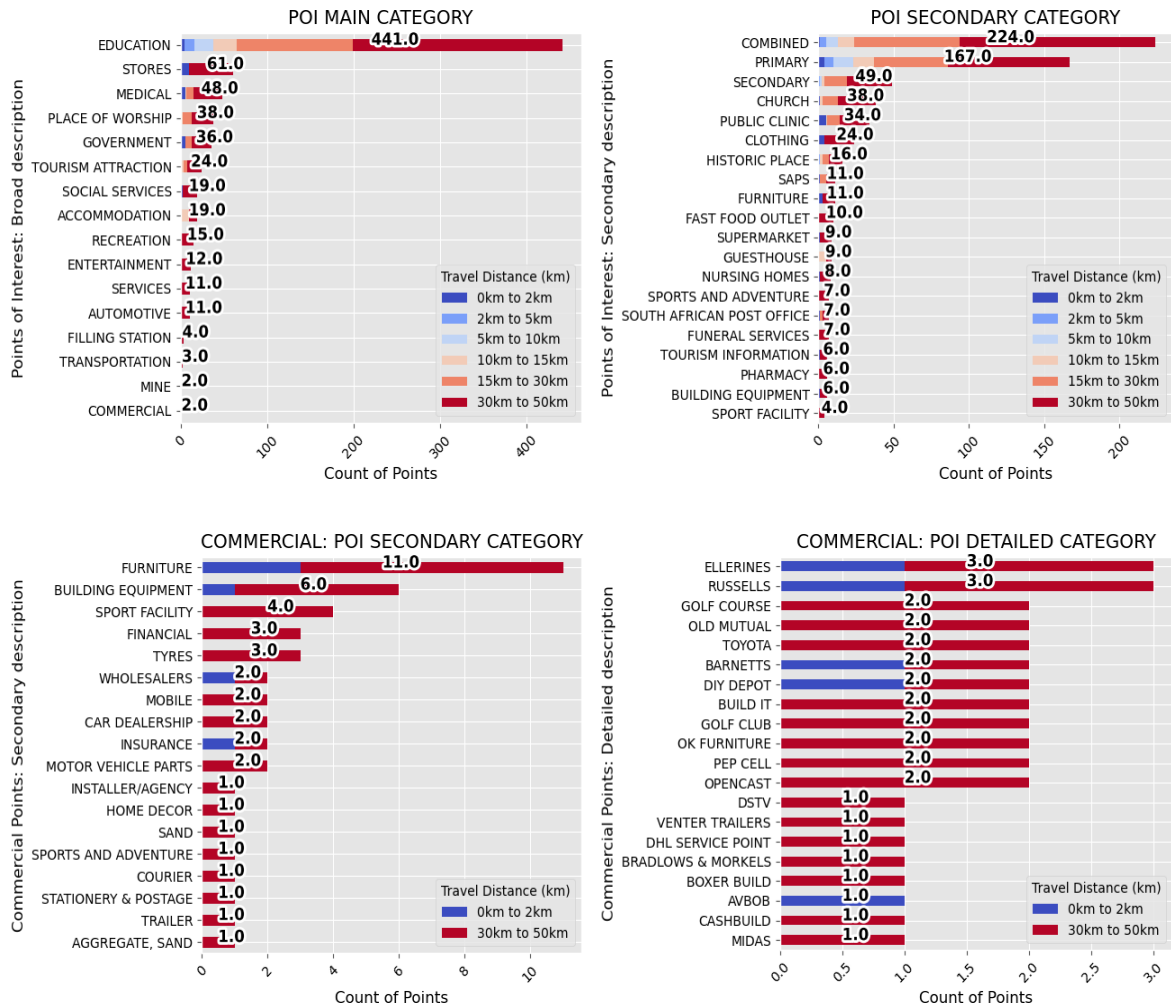 POI MAIN CATEGORY
Points of Interest: Broad description
EDUCATION 441.0
STORES 61.0
MEDICAL 48.0
PLACE OF WORSHIP 38.0
GOVERNMENT 36.0
TOURISM ATTRACTION 24.0
SOCIAL SERVICES 19.0
ACCOMMODATION 19.0
RECREATION 15.0
ENTERTAINMENT 12.0
SERVICES 11.0
AUTOMOTIVE 11.0
FILLING STATION 4.0
TRANSPORTATION 3.0
MINE 2.0
COMMERCIAL 2.0
Travel Distance (km)
0km to 2km
2km to 5km
5km to 10km
10km to 15km
15km to 30km
30km to 50km
0 100 200 300 400
Count of Points
POI SECONDARY CATEGORY
Points of Interest: Secondary description
COMBINED 224.0
PRIMARY 167.0
SECONDARY 49.0
CHURCH 38.0
PUBLIC CLINIC 34.0
CLOTHING 24.0
HISTORIC PLACE 16.0
SAPS 11.0
FURNITURE 11.0
FAST FOOD OUTLET 10.0
SUPERMARKET 9.0
GUESTHOUSE 9.0
NURSING HOMES 8.0
SPORTS AND ADVENTURE 7.0
SOUTH AFRICAN POST OFFICE 7.0
FUNERAL SERVICES 7.0
TOURISM INFORMATION 6.0
PHARMACY 6.0
BUILDING EQUIPMENT 6.0
SPORT FACILITY 4.0
Travel Distance (km)
0km to 2km
2km to 5km
5km to 10km
10km to 15km
15km to 30km
30km to 50km
0 50 100 150 200
Count of Points
COMMERCIAL: POI SECONDARY CATEGORY
Commercial Points: Secondary description
FURNITURE 11.0
BUILDING EQUIPMENT 6.0
SPORT FACILITY 4.0
FINANCIAL 3.0
TYRES 3.0
WHOLESALERS 2.0
MOBILE 2.0
CAR DEALERSHIP 2.0
INSURANCE 2.0
MOTOR VEHICLE PARTS 2.0
INSTALLER/AGENCY 1.0
HOME DECOR 1.0
SAND 1.0
SPORTS AND ADVENTURE 1.0
COURIER 1.0
STATIONERY & POSTAGE 1.0
TRAILER 1.0
AGGREGATE, SAND 1.0
Travel Distance (km)
0km to 2km
30km to 50km
0 2 4 6 8 10
Count of Points
COMMERCIAL: POI DETAILED CATEGORY
Commercial Points: Detailed description
ELLERINES 3.0
RUSSELLS 3.0
GOLF COURSE 2.0
OLD MUTUAL 2.0
TOYOTA 2.0
BARNETTS 2.0
DIY DEPOT 2.0
BUILD IT 2.0
GOLF CLUB 2.0
OK FURNITURE 2.0
PEP CELL 2.0
OPENCAST 2.0
DSTV 1.0
VENTER TRAILERS 1.0
DHL SERVICE POINT 1.0
BRADLOWS & MORKELS 1.0
BOXER BUILD 1.0
AVBOB 1.0
CASHBUILD 1.0
MIDAS 1.0
Travel Distance (km)
0km to 2km
30km to 50km
0.0 0.5 1.0 1.5 2.0 2.5 3.0
Count of Points